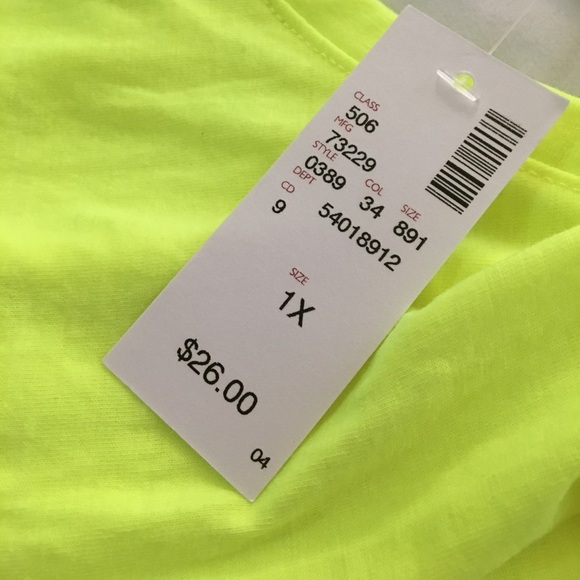 CLASS
506
MFG
73229
STYLE COL SIZE
0389 34 891
DEPT
CD 54018912
9
SIZE
1X
$26.00
04